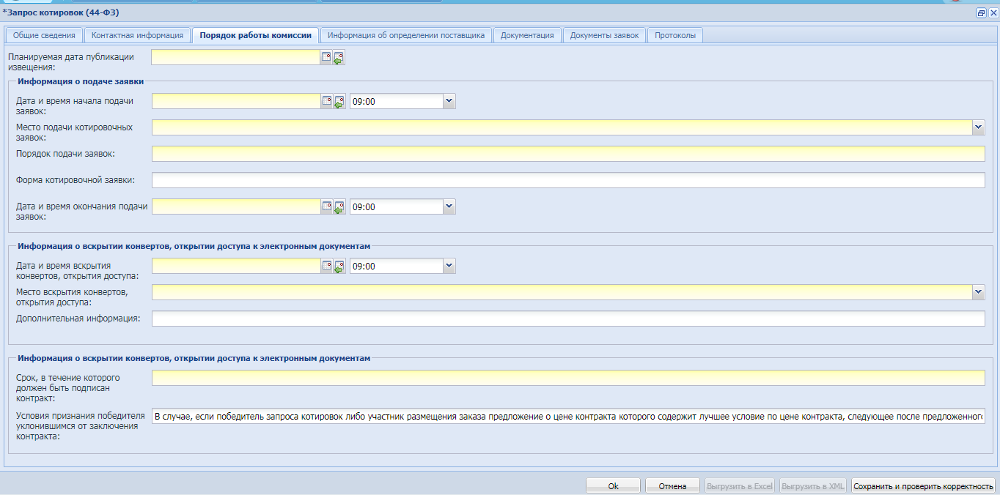 *Запрос котировок (44-ФЗ)
Общие сведения
Контактная информация
Порядок работы комиссии
Информация об определении поставщика
Документация
Документы заявок
Протоколы
Планируемая дата публикации
извещения:
Информация о подаче заявки
Дата и время начала подачи
заявок:
09:00
Место подачи котировочных
заявок:
Порядок подачи заявок:
Форма котировочной заявки:
Дата и время окончания подачи
заявок:
09:00
Информация о вскрытии конвертов, открытии доступа к электронным документам
Дата и время вскрытия
конвертов, открытия доступа:
09:00
Место вскрытия конвертов,
открытия доступа:
Дополнительная информация:
Информация о вскрытии конвертов, открытии доступа к электронным документам
Срок, в течение которого
должен быть подписан
контракт:
Условия признания победителя
уклонившимся от заключения
контракта:
В случае, если победитель запроса котировок либо участник размещения заказа предложение о цене контракта которого содержит лучшее условие по цене контракта, следующее после предложенного
Ok
Отмена
Выгрузить в Excel
Выгрузить в XML
Сохранить и проверить корректность